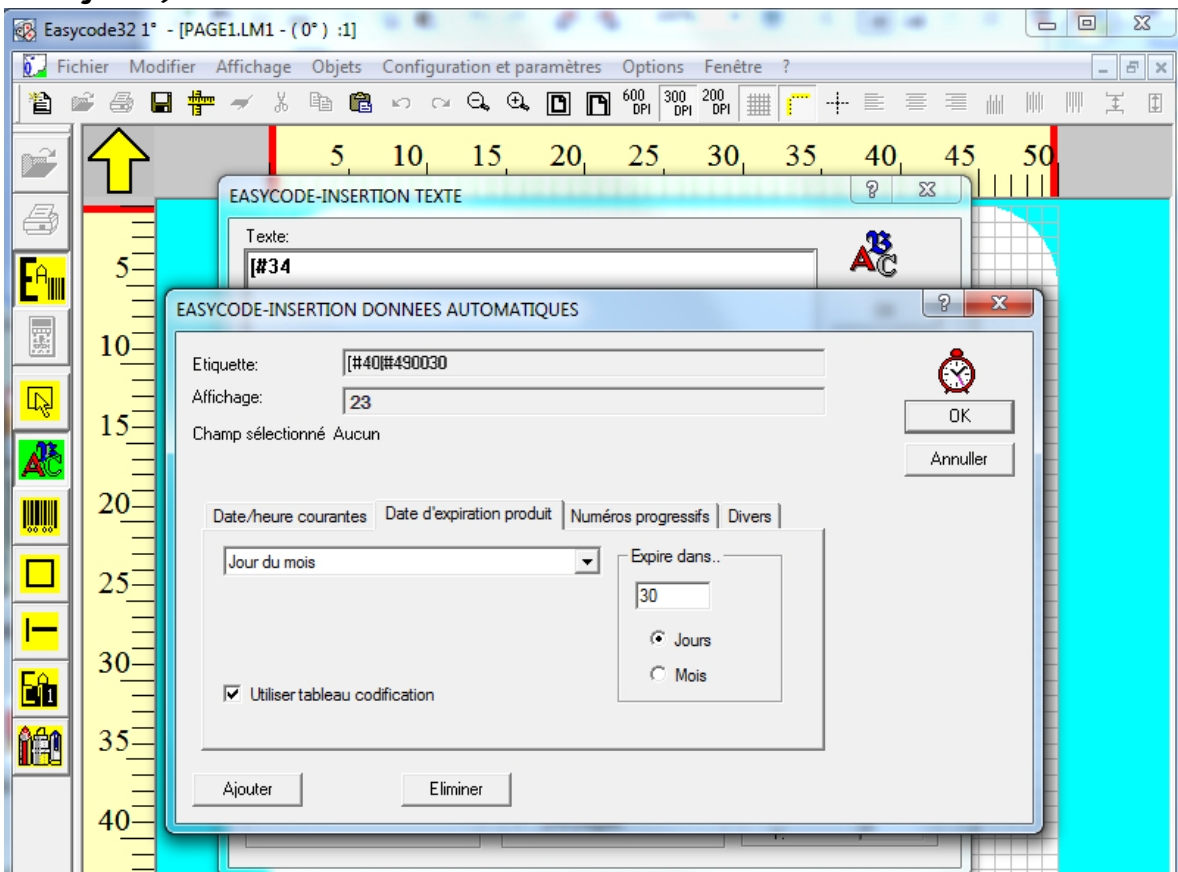 Easycode32 1° - [PAGE1.LM1 - ( 0° ) :1]
Fichier Modifier Affichage Objets Configuration et paramètres Options Fenêtre ?
600 DPI 300 DPI 200 DPI
5 10 15 20 25 30 35 40 45 50
EASYCODE-INSERTION TEXTE
Texte:
[#34
ABC
5
EASYCODE-INSERTION DONNEES AUTOMATIQUES
10
Etiquette: [#40[#490030
Affichage: 23
OK
15
Champ sélectionné Aucun
Annuller
20
Date/heure courantes Date d'expiration produit Numéros progressifs Divers
Jour du mois
Expire dans..
25
30
Jours
30
Mois
Utiliser tableau codification
35
Ajouter Eliminer
40